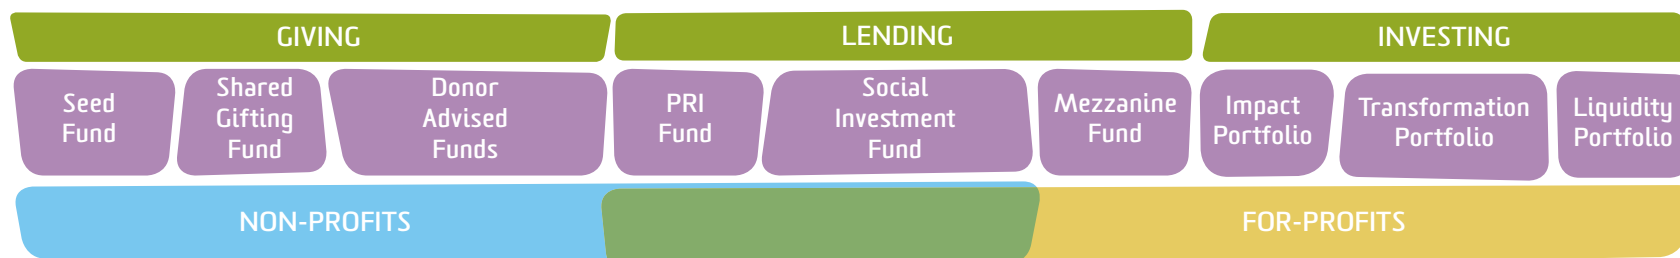 GIVING
LENDING
INVESTING
Seed
Fund
Shared
Gifting
Fund
Donor
Advised
Funds
PRI
Fund
Social
Investment
Fund
Mezzanine
Fund
Impact
Portfolio
Transformation
Portfolio
Liquidity
Portfolio
NON-PROFITS
FOR-PROFITS